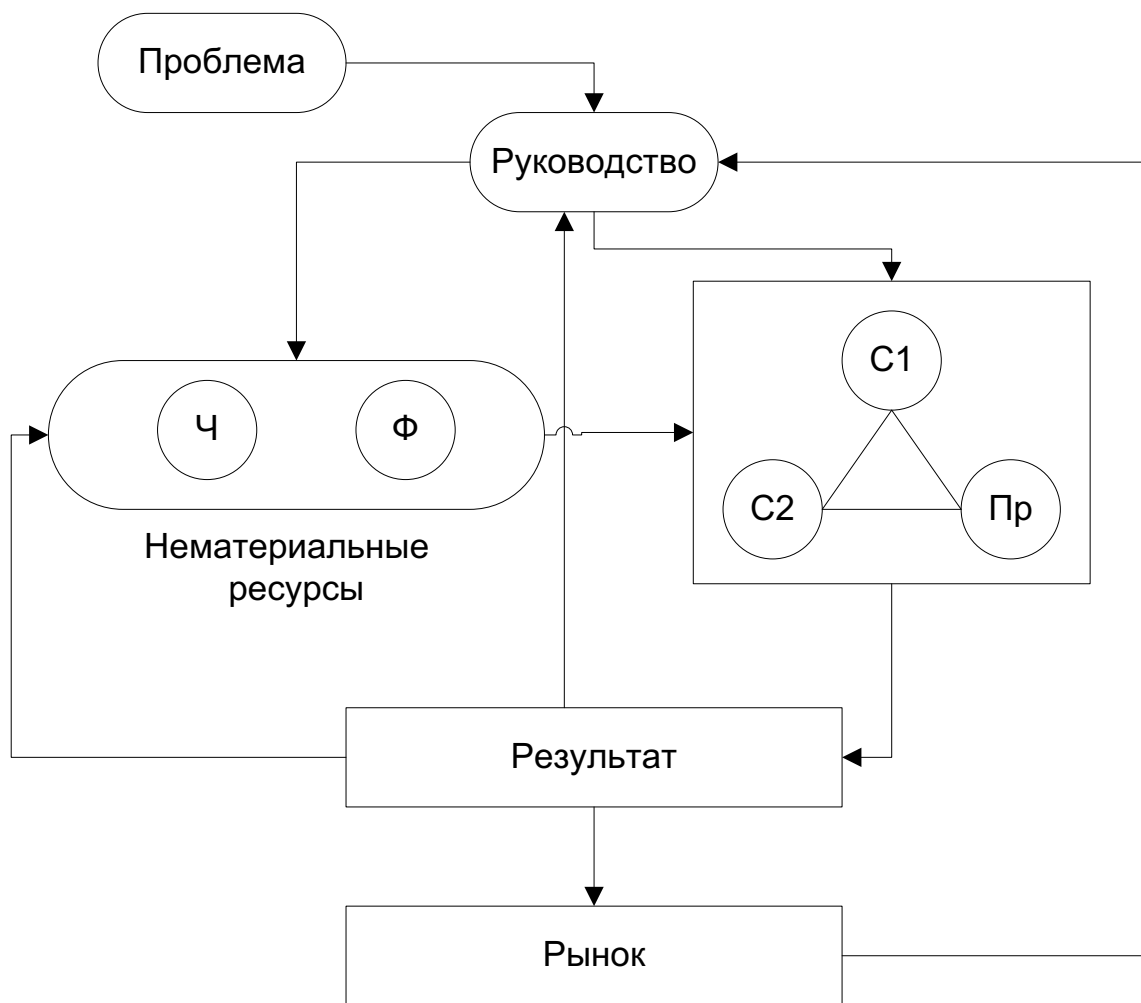 Проблема
Руководство
С1
Ч
Ф
С2
Пр
Нематериальные
ресурсы
Результат
Рынок